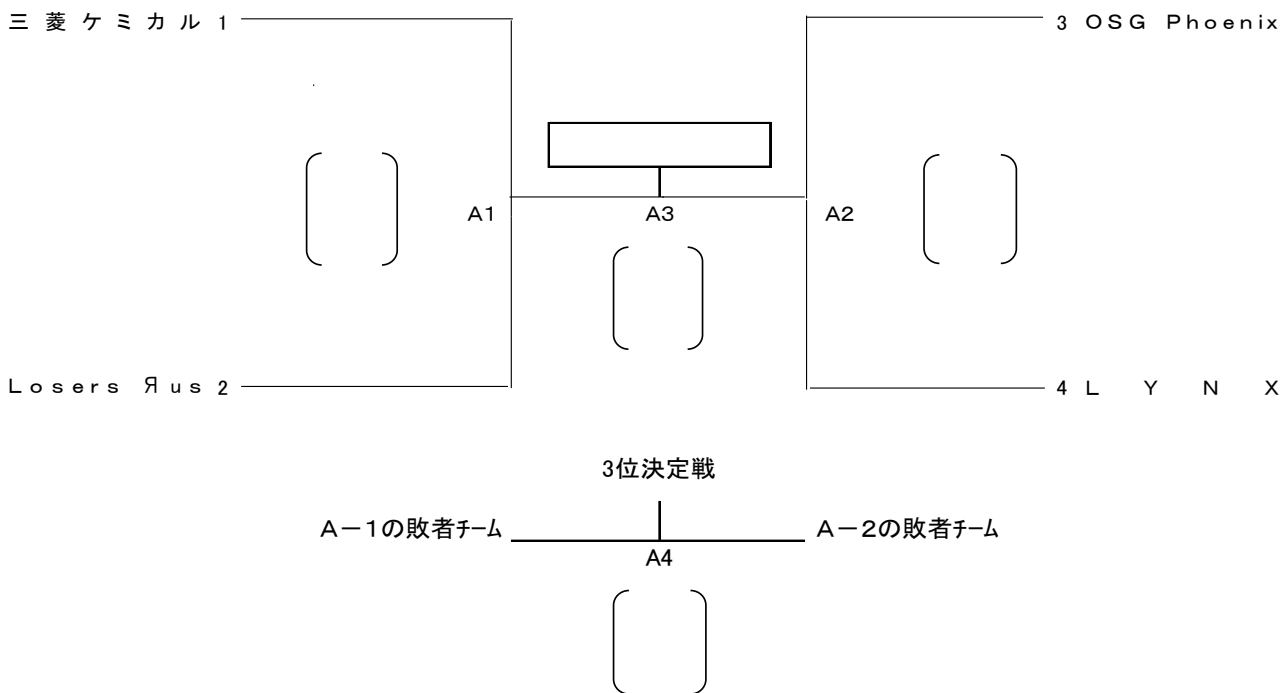 三菱ケミカル 1
3 OSG Phoenix
A1
A3
A2
Losers Яus 2
4 LYNX
3位決定戦
A－1の敗者チーム
A－2の敗者チーム
A4